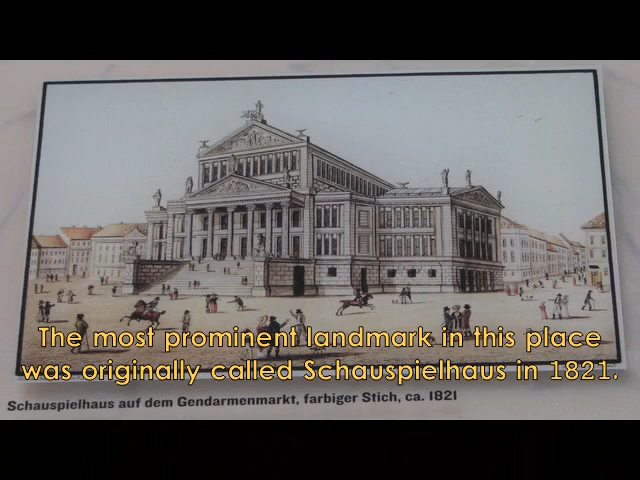 The most prominent landmark in this place
was originally called Schauspielhaus in 1821.
Schauspielhaus auf dem Gendarmenmarkt, farbiger Stich, ca. 1821